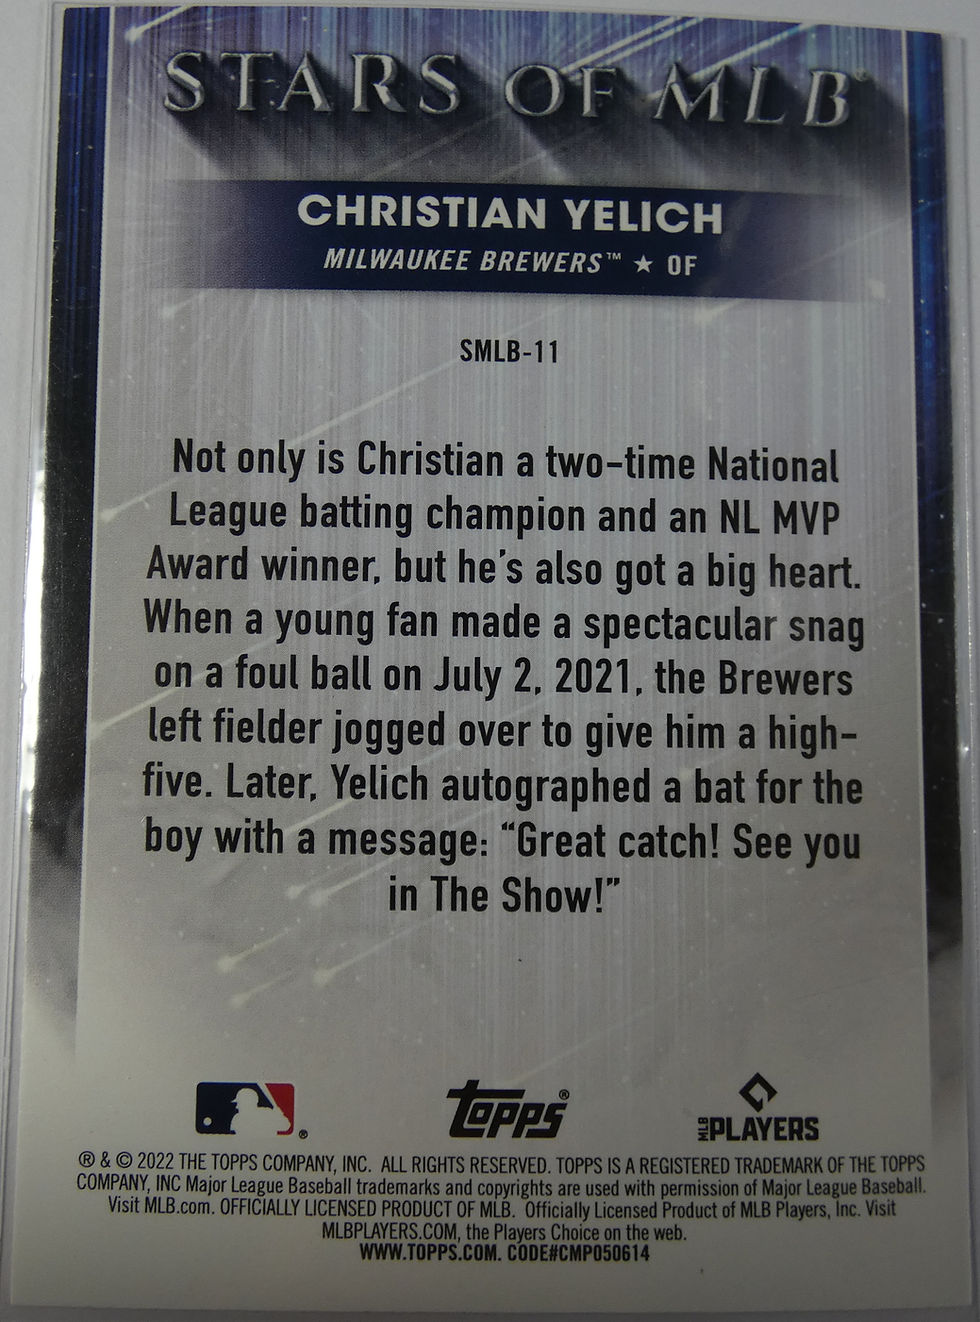 STARS OF MLB®
CHRISTIAN YELICH
MILWAUKEE BREWERS™ ★ OF
SMLB-11
Not only is Christian a two-time National
League batting champion and an NL MVP
Award winner, but he's also got a big heart.
When a young fan made a spectacular snag
on a foul ball on July 2, 2021, the Brewers
left fielder jogged over to give him a high-
five. Later, Yelich autographed a bat for the
boy with a message: “Great catch! See you
in The Show!”
®
Topps®
MLB PLAYERS
® & © 2022 THE TOPPS COMPANY, INC. ALL RIGHTS RESERVED. TOPPS IS A REGISTERED TRADEMARK OF THE TOPPS
COMPANY, INC Major League Baseball trademarks and copyrights are used with permission of Major League Baseball.
Visit MLB.com. OFFICIALLY LICENSED PRODUCT OF MLB. Officially Licensed Product of MLB Players, Inc. Visit
MLBPLAYERS.COM, the Players Choice on the web.
WWW.TOPPS.COM. CODE#CMP050614